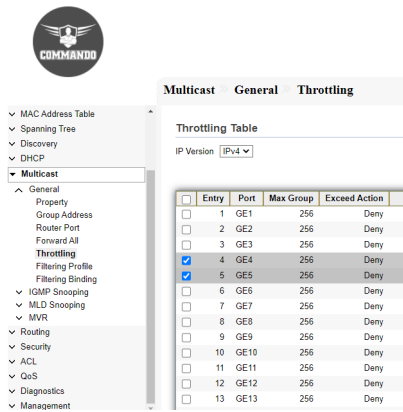 COMMANDO
Multicast General Throttling
MAC Address Table
Spanning Tree
Discovery
DHCP
Multicast
General
Property
Group Address
Router Port
Forward All
Throttling
Filtering Profile
Filtering Binding
IGMP Snooping
MLD Snooping
MVR
Routing
Security
ACL
QoS
Diagnostics
Management
Throttling Table
IP Version IPv4
Entry Port Max Group Exceed Action
1 GE1 256 Deny
2 GE2 256 Deny
3 GE3 256 Deny
4 GE4 256 Deny
5 GE5 256 Deny
6 GE6 256 Deny
7 GE7 256 Deny
8 GE8 256 Deny
9 GE9 256 Deny
10 GE10 256 Deny
11 GE11 256 Deny
12 GE12 256 Deny
13 GE13 256 Deny